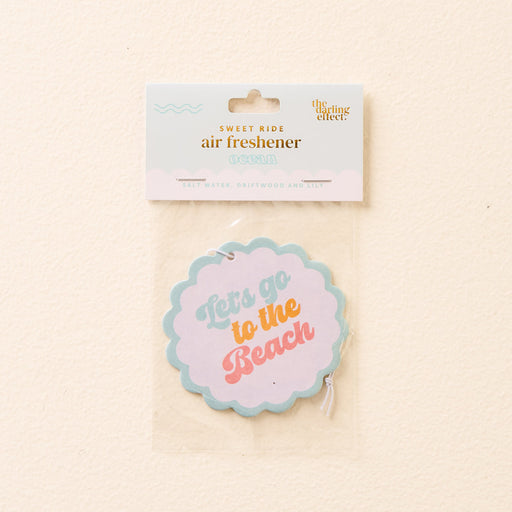 the
darling
effect.
SWEET RIDE
air freshener
ocean
SALT WATER, DRIFTWOOD AND LILY
Let's go
to the
Beach